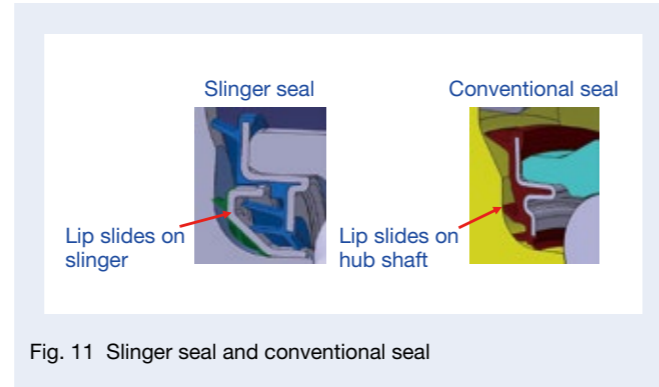 Slinger seal
Conventional seal
Lip slides on
slinger
Lip slides on
hub shaft
Fig. 11 Slinger seal and conventional seal